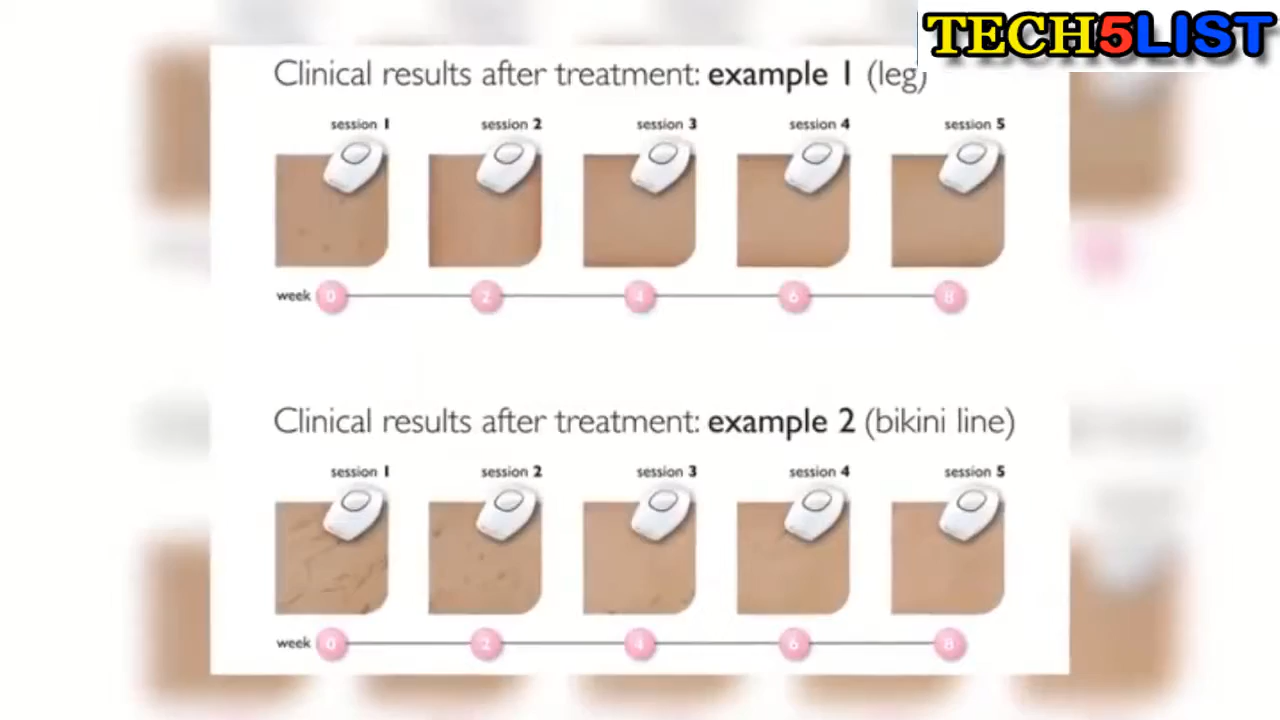 TECH5LIST
Clinical results after treatment: example 1 (leg)
session 1 session 2 session 3 session 4 session 5
week 0 2 4 6 8
Clinical results after treatment: example 2 (bikini line)
session 1 session 2 session 3 session 4 session 5
week 0 2 4 6 8